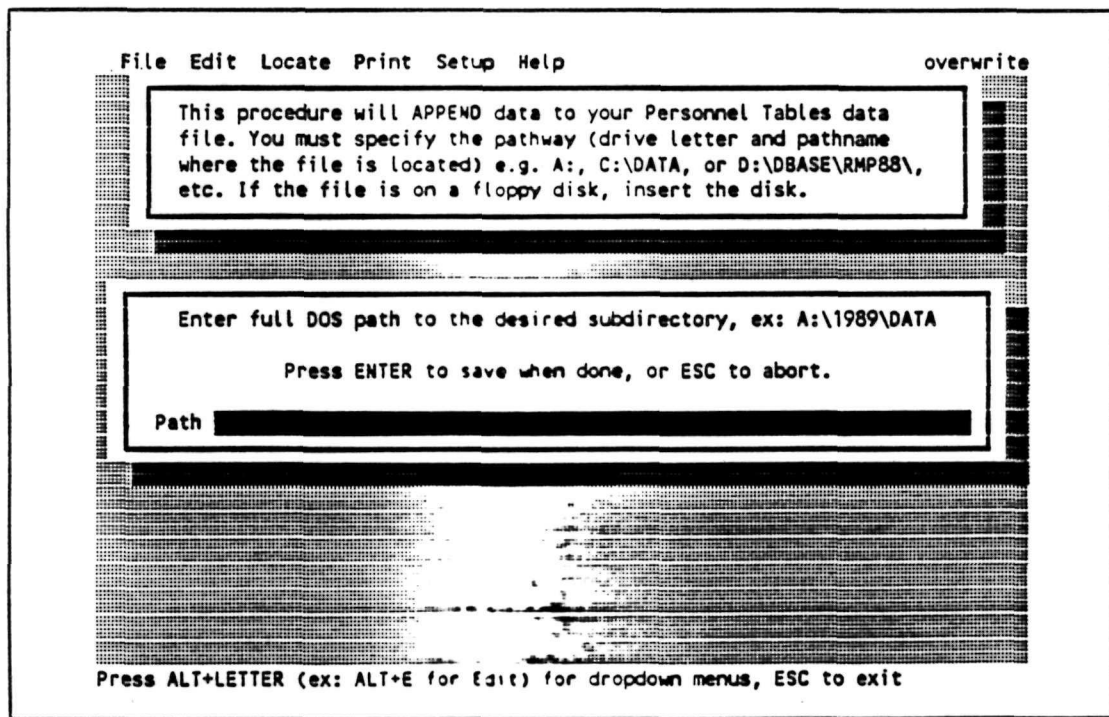 File Edit Locate Print Setup Help overwrite
This procedure will APPEND data to your Personnel Tables data
file. You must specify the pathway (drive letter and pathname
where the file is located) e.g. A:, C:\DATA, or D:\DBASE\RMP88\,
etc. If the file is on a floppy disk, insert the disk.
Enter full DOS path to the desired subdirectory, ex: A:\1989\DATA
Press ENTER to save when done, or ESC to abort.
Path
Press ALT+LETTER (ex: ALT+E for Edit) for dropdown menus, ESC to exit